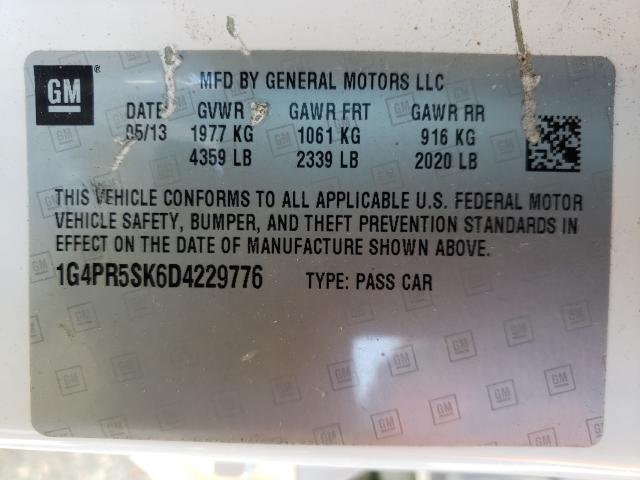 GM ®
MFD BY GENERAL MOTORS LLC
DATE GVWR GAWR FRT GAWR RR
05/13 1977 KG 1061 KG 916 KG
4359 LB 2339 LB 2020 LB
THIS VEHICLE CONFORMS TO ALL APPLICABLE U.S. FEDERAL MOTOR
VEHICLE SAFETY, BUMPER, AND THEFT PREVENTION STANDARDS IN
EFFECT ON THE DATE OF MANUFACTURE SHOWN ABOVE.
1G4PR5SK6D4229776 TYPE: PASS CAR